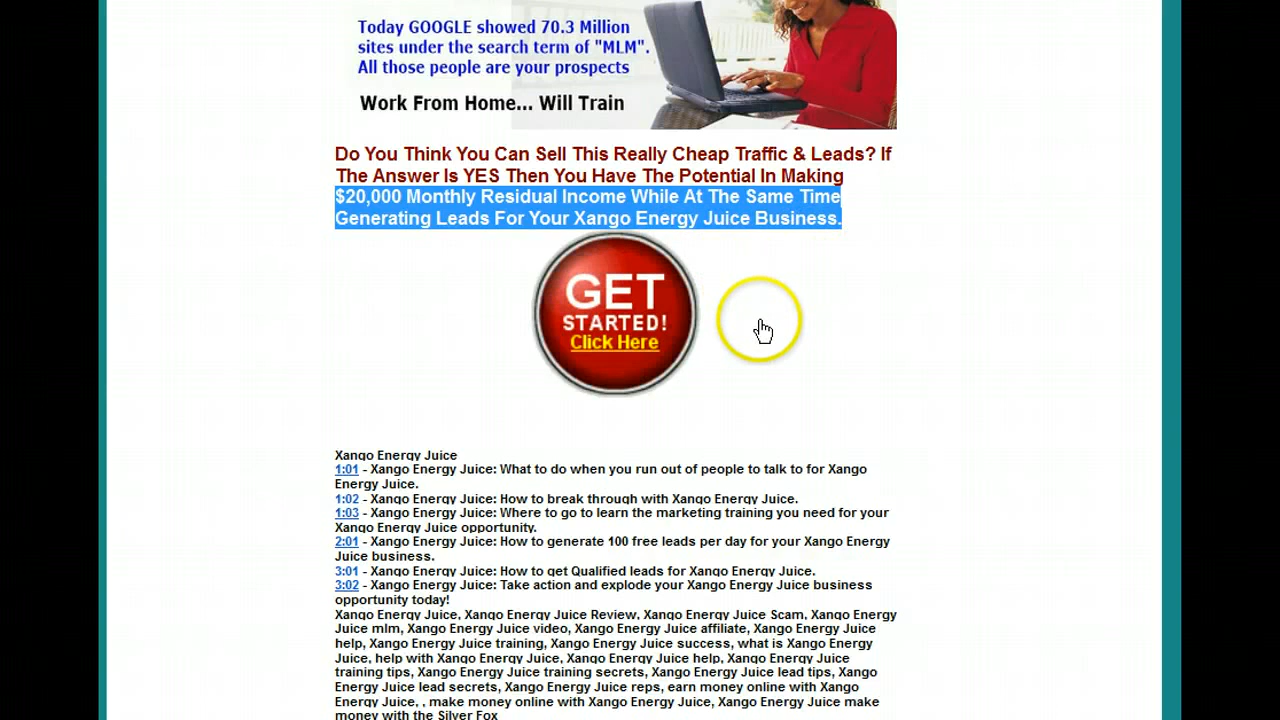 Today GOOGLE showed 70.3 Million
sites under the search term of "MLM".
All those people are your prospects
Work From Home... Will Train
Do You Think You Can Sell This Really Cheap Traffic & Leads? If
The Answer Is YES Then You Have The Potential In Making
$20,000 Monthly Residual Income While At The Same Time
Generating Leads For Your Xango Energy Juice Business.
GET
STARTED!
Click Here
Xango Energy Juice
1:01 - Xango Energy Juice: What to do when you run out of people to talk to for Xango
Energy Juice.
1:02 - Xango Energy Juice: How to break through with Xango Energy Juice.
1:03 - Xango Energy Juice: Where to go to learn the marketing training you need for your
Xango Energy Juice opportunity.
2:01 - Xango Energy Juice: How to generate 100 free leads per day for your Xango Energy
Juice business.
3:01 - Xango Energy Juice: How to get Qualified leads for Xango Energy Juice.
3:02 - Xango Energy Juice: Take action and explode your Xango Energy Juice business
opportunity today!
Xango Energy Juice, Xango Energy Juice Review, Xango Energy Juice Scam, Xango Energy
Juice mlm, Xango Energy Juice video, Xango Energy Juice affiliate, Xango Energy Juice
help, Xango Energy Juice training, Xango Energy Juice success, what is Xango Energy
Juice, help with Xango Energy Juice, Xango Energy Juice help, Xango Energy Juice
training tips, Xango Energy Juice training secrets, Xango Energy Juice lead tips, Xango
Energy Juice lead secrets, Xango Energy Juice reps, earn money online with Xango
Energy Juice, , make money online with Xango Energy Juice, Xango Energy Juice make
money with the Silver Fox